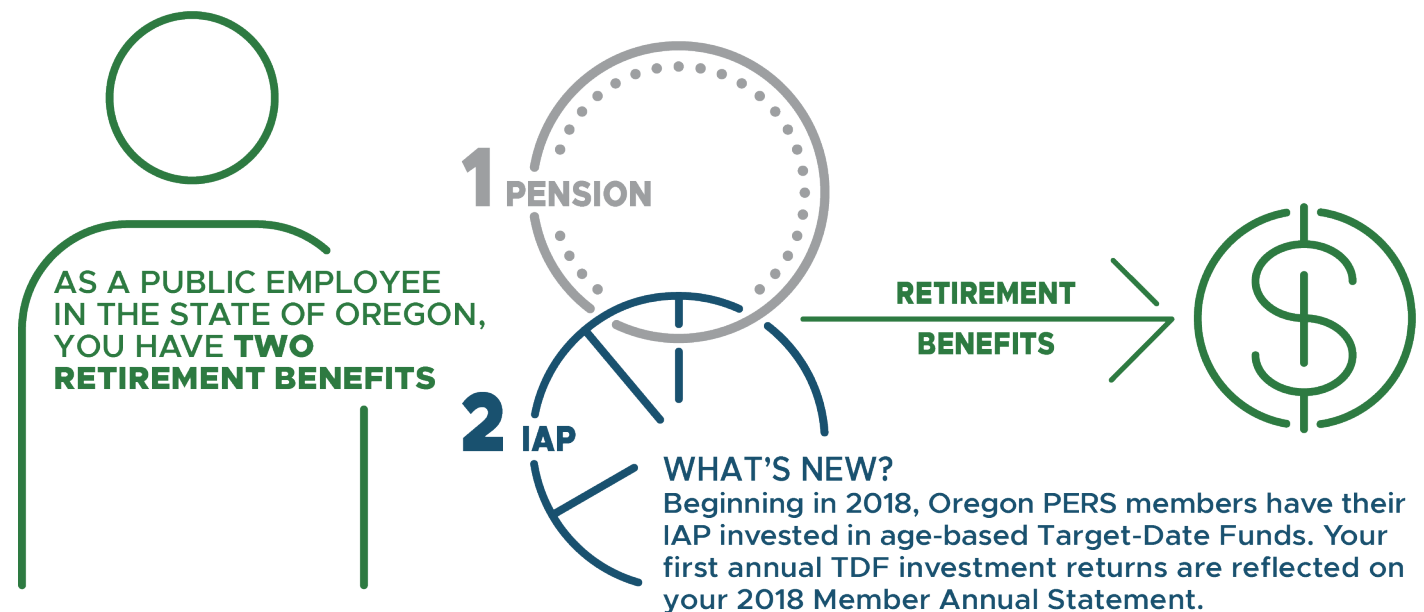 AS A PUBLIC EMPLOYEE
IN THE STATE OF OREGON,
YOU HAVE TWO
RETIREMENT BENEFITS
1 PENSION
2 IAP
RETIREMENT
BENEFITS
$
WHAT'S NEW?
Beginning in 2018, Oregon PERS members have their
IAP invested in age-based Target-Date Funds. Your
first annual TDF investment returns are reflected on
your 2018 Member Annual Statement.